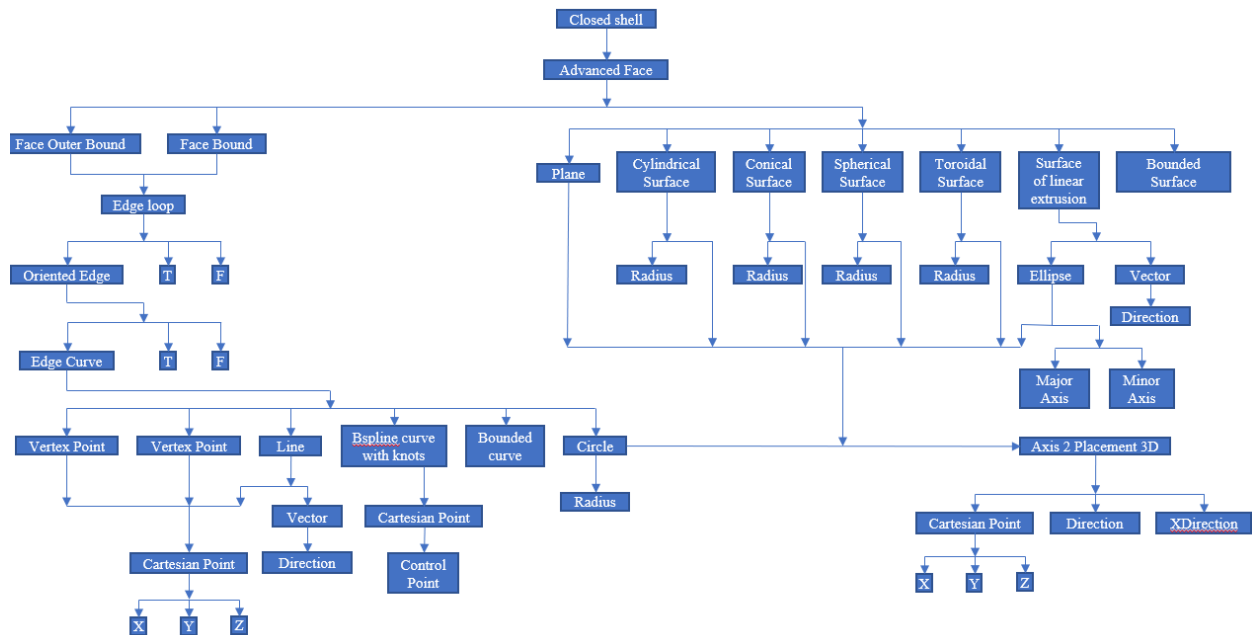 Closed shell
Advanced Face
Face Outer Bound
Face Bound
Plane
Cylindrical
Surface
Conical
Surface
Spherical
Surface
Toroidal
Surface
Surface
of linear
extrusion
Bounded
Surface
Edge loop
Oriented Edge
T
F
Radius
Radius
Radius
Radius
Ellipse
Vector
Direction
Edge Curve
T
F
Major
Axis
Minor
Axis
Vertex Point
Vertex Point
Line
Bspline curve
with knots
Bounded
curve
Circle
Axis 2 Placement 3D
Radius
Vector
Cartesian Point
Cartesian Point
Direction
XDirection
Cartesian Point
Direction
Control
Point
X
Y
Z
X
Y
Z